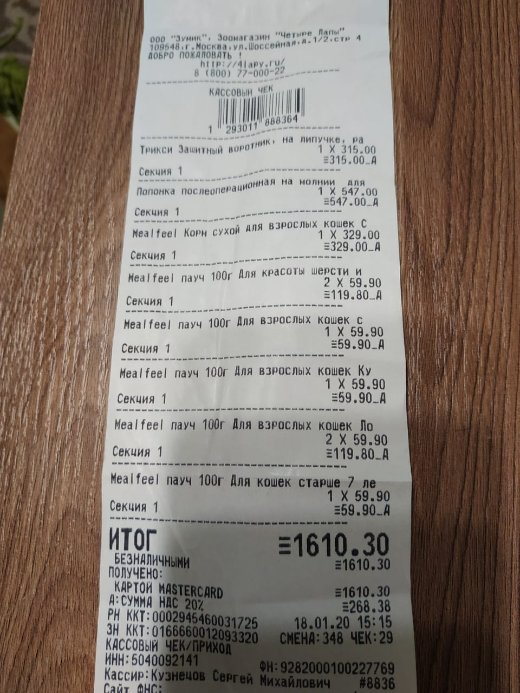 ООО "Зумик", Зоомагазин "Четыре Лапы"
109548,г.Москва,ул.Шоссейная,д.1/2,стр 4
ДОБРО ПОЖАЛОВАТЬ !
http://4lapy.ru/
8 (800) 77-000-22
КАССОВЫЙ ЧЕК
1 293011 888364
Трикси Защитный воротник, на липучке, ра
1 X 315.00
≡315.00_А
Секция 1
Попонка послеоперационная на молнии для
1 X 547.00
≡547.00_А
Секция 1
Mealfeel Корн сухой для взрослых кошек С
1 X 329.00
≡329.00_А
Секция 1
Mealfeel пауч 100г Для красоты шерсти и
2 X 59.90
≡119.80_А
Секция 1
Mealfeel пауч 100г Для взрослых кошек с
1 X 59.90
≡59.90_А
Секция 1
Mealfeel пауч 100г Для взрослых кошек Ку
1 X 59.90
≡59.90_А
Секция 1
Mealfeel пауч 100г Для взрослых кошек Ло
2 X 59.90
≡119.80_А
Секция 1
Mealfeel пауч 100г Для кошек старше 7 ле
1 X 59.90
≡59.90_А
Секция 1
ИТОГ ≡1610.30
БЕЗНАЛИЧНЫМИ ≡1610.30
ПОЛУЧЕНО:
КАРТОЙ MASTERCARD ≡1610.30
А:СУММА НДС 20% ≡268.38
РН ККТ:0002945460031725 18.01.20 15:15
ЗН ККТ:0166660012093320 СМЕНА:348 ЧЕК:29
КАССОВЫЙ ЧЕК/ПРИХОД
ИНН:5040092141 ФН:9282000100227769
Кассир:Кузнецов Сергей Михайлович #8836
Сайт ФНС: